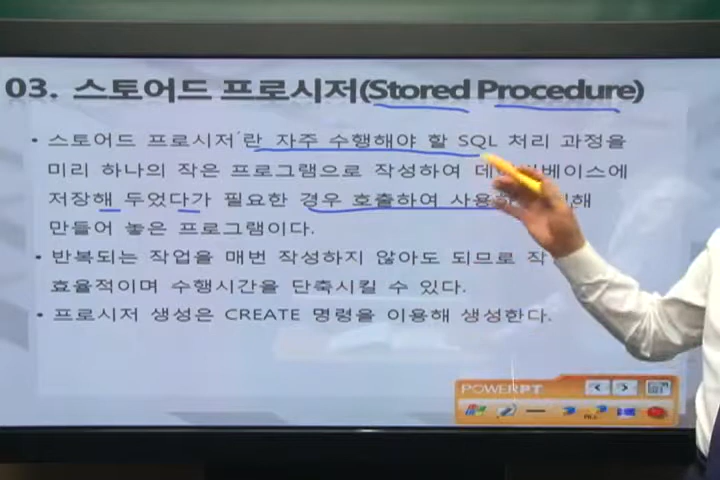 03. 스토어드 프로시저(Stored Procedure)
• 스토어드 프로시저란 자주 수행해야 할 SQL 처리 과정을
미리 하나의 작은 프로그램으로 작성하여 베이스에
저장해 두었다가 필요한 경우 호출하여
만들어 놓은 프로그램이다.
• 반복되는 작업을 매번 작성하지 않아도 되므로
효율적이며 수행시간을 단축시킬 수 있다.
• 프로시저 생성은 CREATE 명령을 이용해 생성한다.
POWERPT